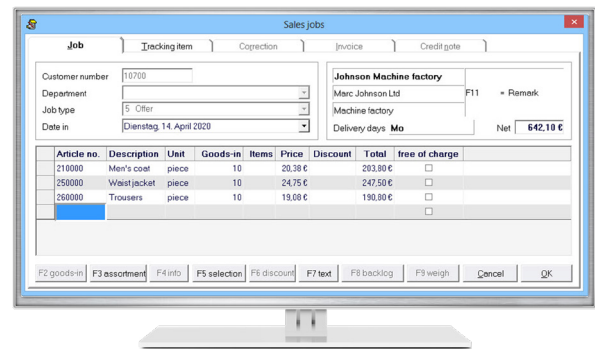 Sales jobs
Job Tracking item Correction Invoice Credit note
Customer number 10700
Department
Job type 5 Offer
Date in Dienstag, 14. April 2020
Johnson Machine factory
Marc Johnson Ltd F11 = Remark
Machine factory
Delivery days Mo Net 642,10 €
Article no. Description Unit Goods-in Items Price Discount Total free of charge
210000 Men's coat piece 10 20,38 € 203,80 €
250000 Waist jacket piece 10 24,75 € 247,50 €
260000 Trousers piece 10 19,08 € 190,80 €
F2 goods-in F3 assortment F4 info F5 selection F6 discount F7 text F8 backlog F9 weigh Cancel OK